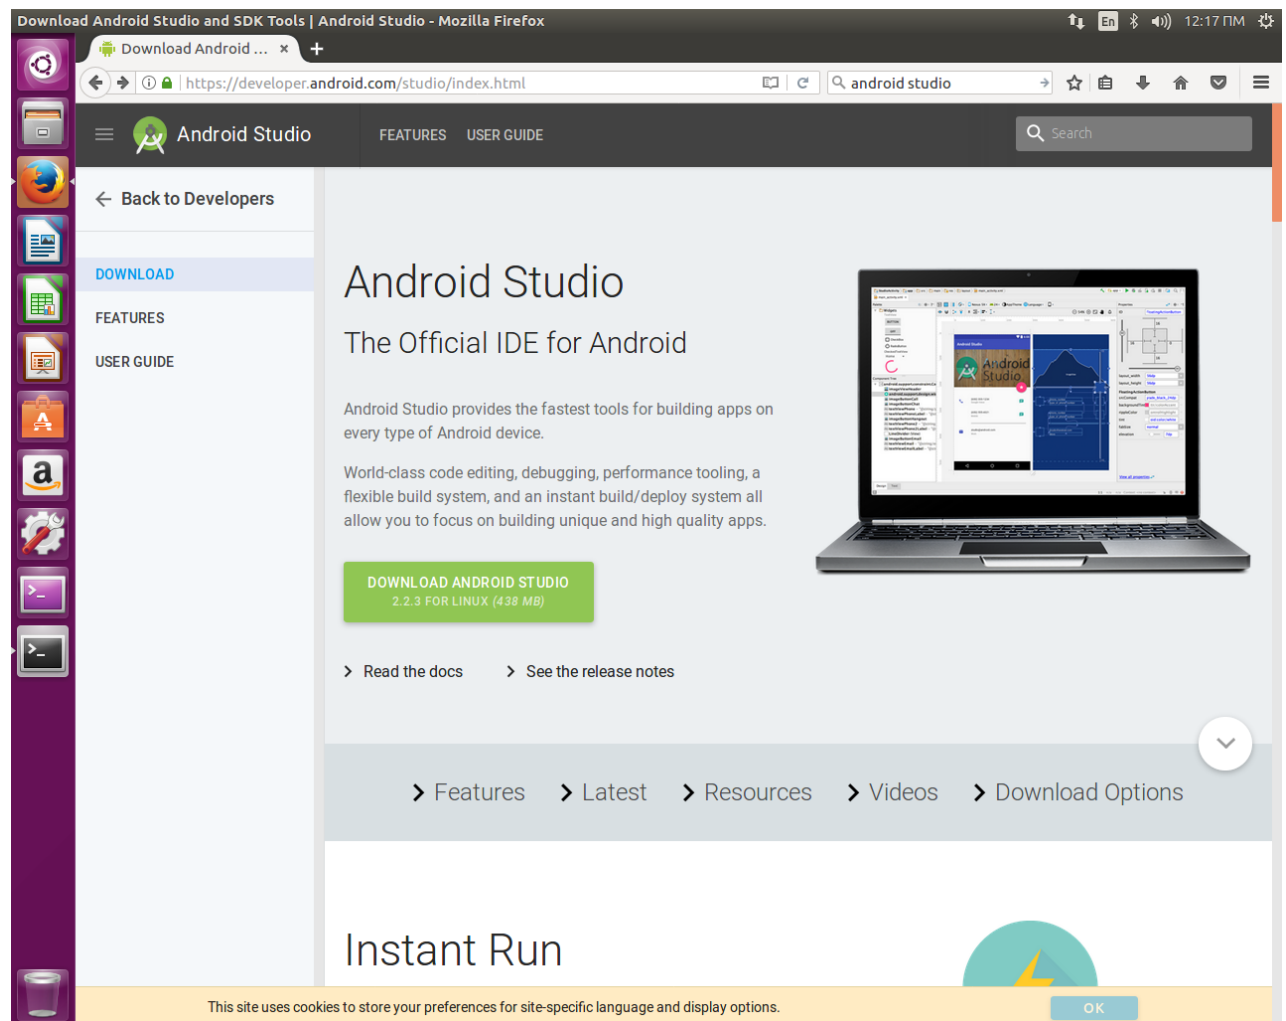 Download Android Studio and SDK Tools | Android Studio - Mozilla Firefox
En
12:17 ΠΜ
Download Android ...
https://developer.android.com/studio/index.html
android studio
Android Studio
FEATURES
USER GUIDE
Search
Back to Developers
DOWNLOAD
FEATURES
USER GUIDE
Android Studio
The Official IDE for Android
Android Studio provides the fastest tools for building apps on
every type of Android device.
World-class code editing, debugging, performance tooling, a
flexible build system, and an instant build/deploy system all
allow you to focus on building unique and high quality apps.
DOWNLOAD ANDROID STUDIO
2.2.3 FOR LINUX (438 MB)
Read the docs
See the release notes
Android Studio
Android
Studio
Features
Latest
Resources
Videos
Download Options
Instant Run
This site uses cookies to store your preferences for site-specific language and display options.
OK